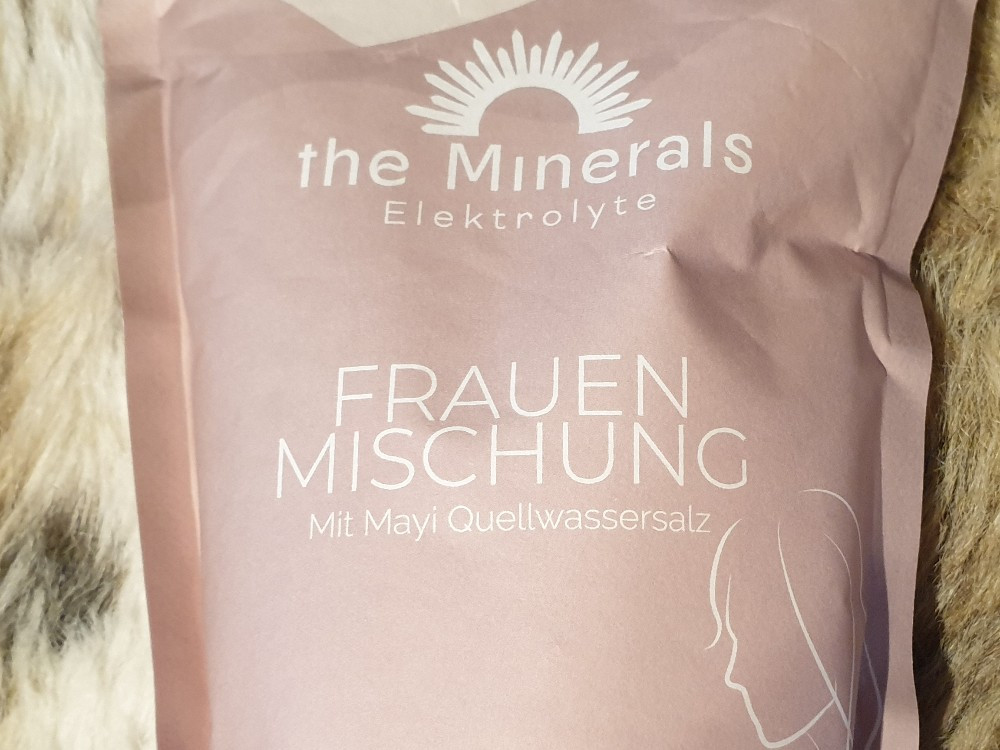 the Minerals
Elektrolyte
FRAUEN
MISCHUNG
Mit Mayi Quellwassersalz